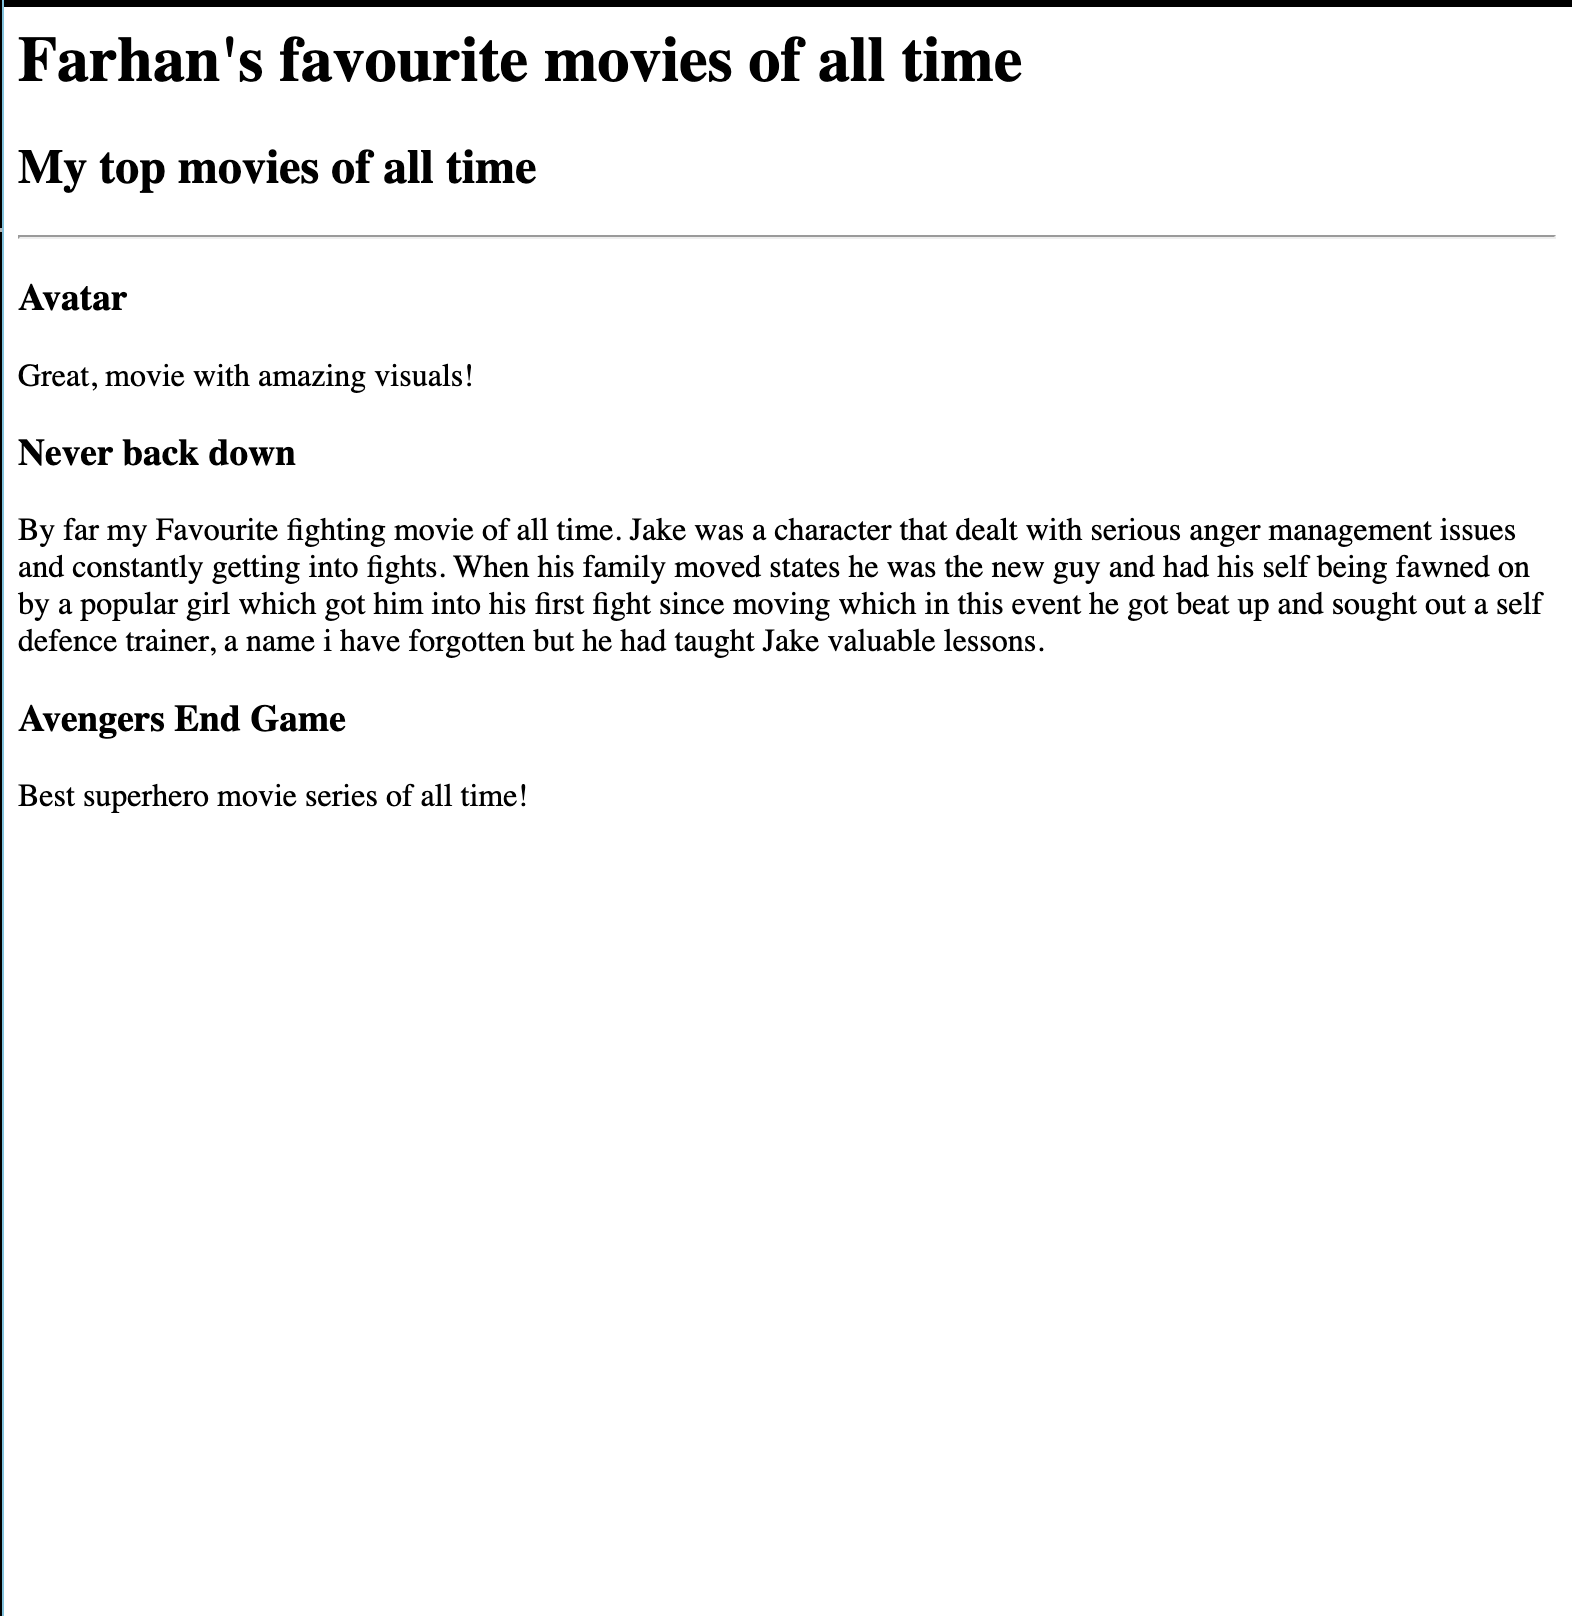 Farhan's favourite movies of all time
My top movies of all time
Avatar
Great, movie with amazing visuals!
Never back down
By far my Favourite fighting movie of all time. Jake was a character that dealt with serious anger management issues
and constantly getting into fights. When his family moved states he was the new guy and had his self being fawned on
by a popular girl which got him into his first fight since moving which in this event he got beat up and sought out a self
defence trainer, a name i have forgotten but he had taught Jake valuable lessons.
Avengers End Game
Best superhero movie series of all time!